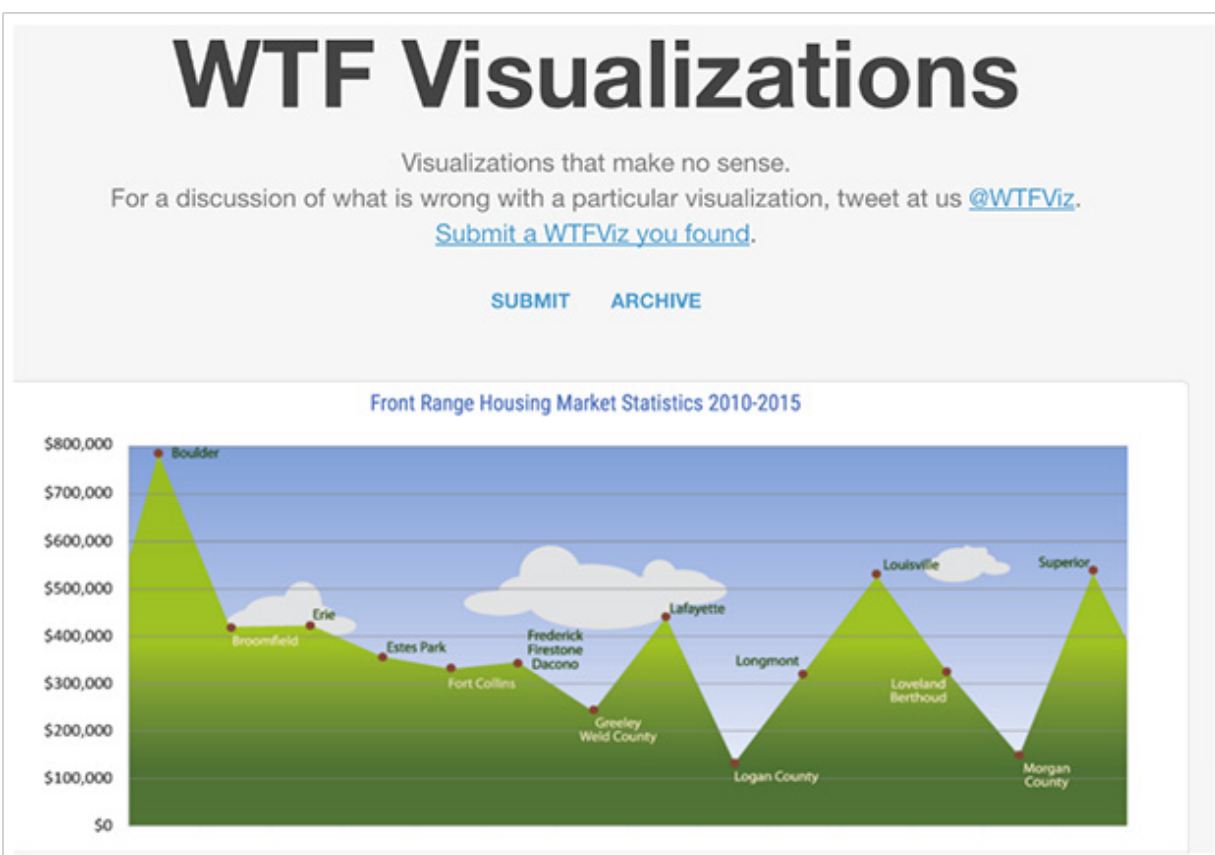 WTF Visualizations
Visualizations that make no sense.
For a discussion of what is wrong with a particular visualization, tweet at us @WTFViz.
Submit a WTFViz you found.
SUBMIT ARCHIVE
Front Range Housing Market Statistics 2010-2015
$800,000
$700,000
$600,000
$500,000
$400,000
$300,000
$200,000
$100,000
$0
Boulder
Broomfield
Erie
Estes Park
Fort Collins
Frederick
Firestone
Dacono
Greeley
Weld County
Lafayette
Logan County
Longmont
Louisville
Loveland
Berthoud
Morgan
County
Superior